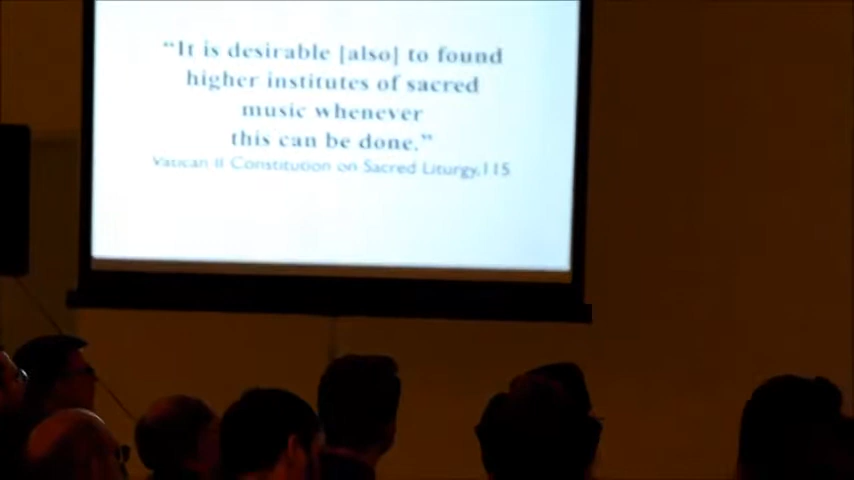 "It is desirable [also] to found
higher institutes of sacred
music whenever
this can be done."
Vatican II Constitution on Sacred Liturgy,115